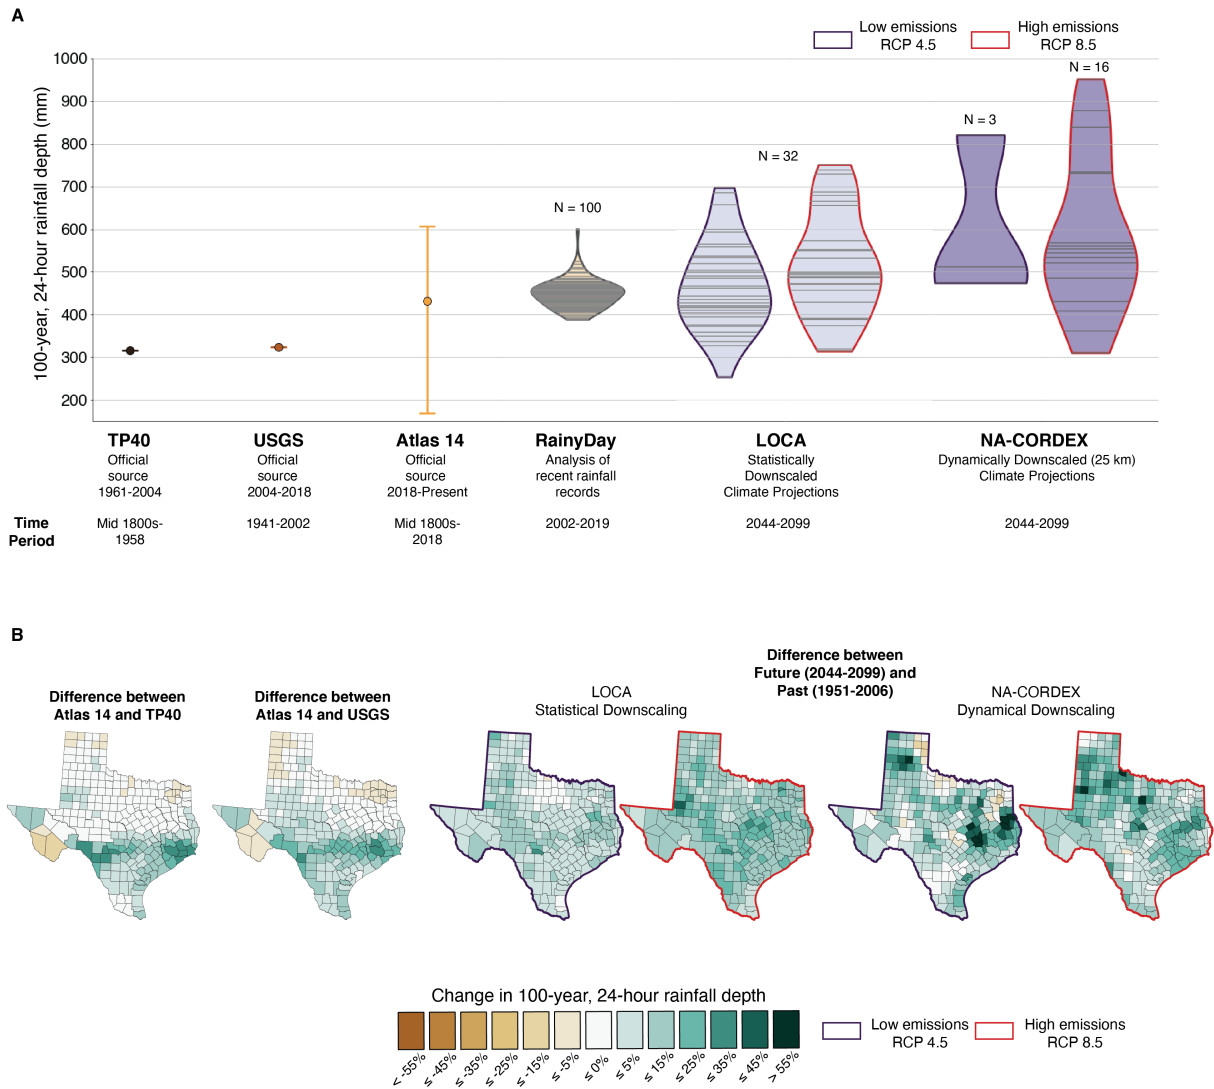 A
Low emissions
RCP 4.5
High emissions
RCP 8.5
100-year, 24-hour rainfall depth (mm)
1000
900
800
700
600
500
400
300
200
N = 100
N = 32
N = 3
N = 16
TP40
Official
source
1961-2004
USGS
Official
source
2004-2018
Atlas 14
Official
source
2018-Present
RainyDay
Analysis of
recent rainfall
records
LOCA
Statistically
Downscaled
Climate Projections
NA-CORDEX
Dynamically Downscaled (25 km)
Climate Projections
Time
Period
Mid 1800s-
1958
1941-2002
Mid 1800s-
2018
2002-2019
2044-2099
2044-2099
B
Difference between
Atlas 14 and TP40
Difference between
Atlas 14 and USGS
Difference between
Future (2044-2099) and
Past (1951-2006)
LOCA
Statistical Downscaling
NA-CORDEX
Dynamical Downscaling
Change in 100-year, 24-hour rainfall depth
< -55%
≤ -45%
≤ -35%
≤ -25%
≤ -15%
≤ -5%
≤ 0%
≤ 5%
≤ 15%
≤ 25%
≤ 35%
≤ 45%
> 55%
Low emissions
RCP 4.5
High emissions
RCP 8.5